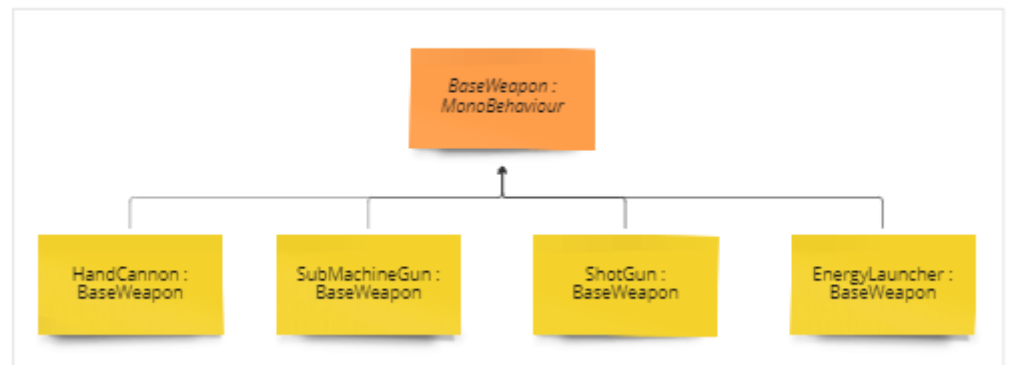 BaseWeapon :
MonoBehaviour
HandCannon :
BaseWeapon
SubMachineGun :
BaseWeapon
ShotGun :
BaseWeapon
EnergyLauncher :
BaseWeapon